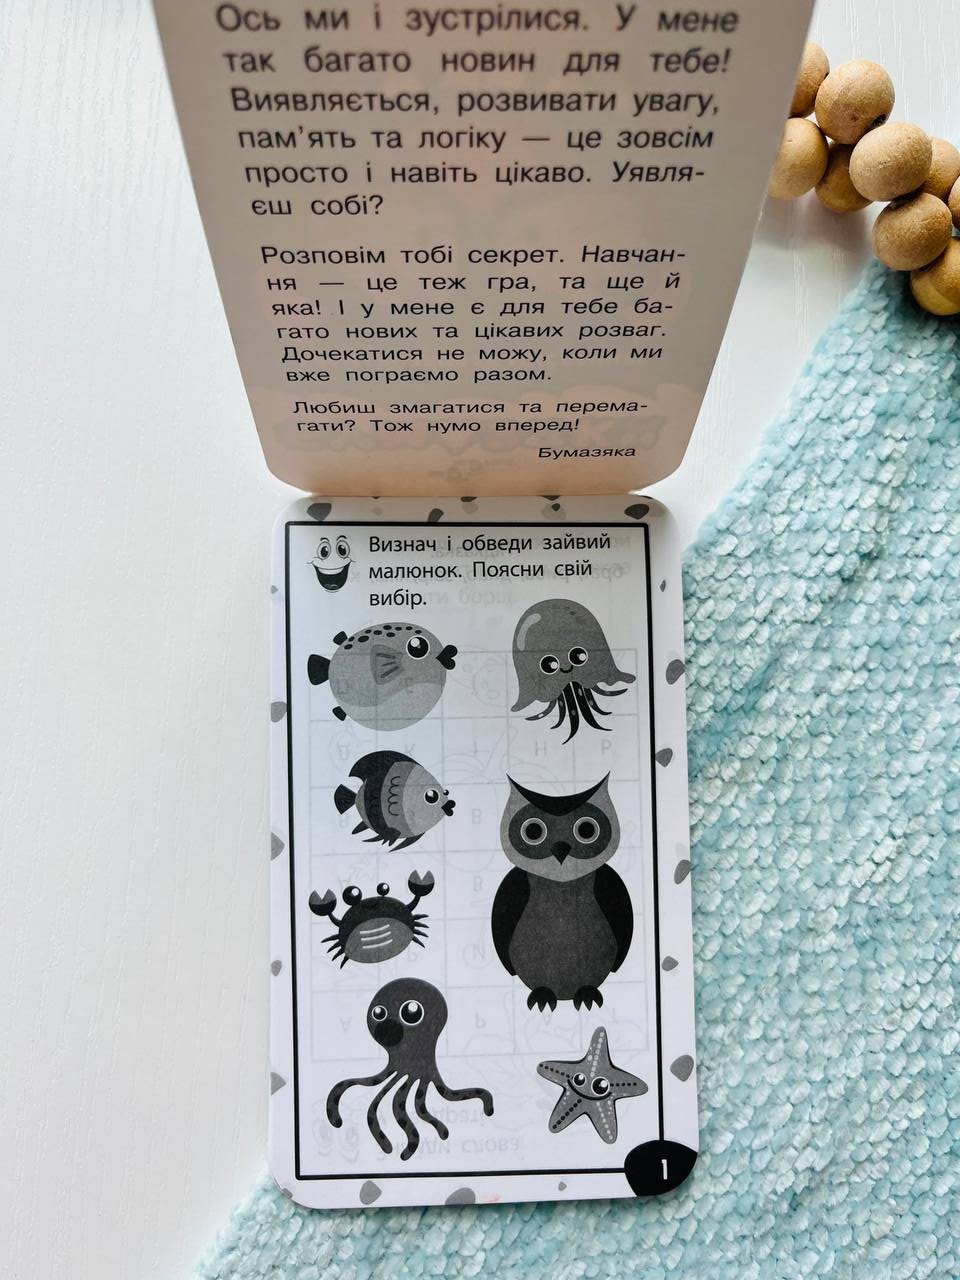 Ось ми і зустрілися. У мене
так багато новин для тебе!
Виявляється, розвивати увагу,
пам'ять та логіку — це зовсім
просто і навіть цікаво. Уявля-
єш собі?
Розповім тобі секрет. Навчан-
ня — це теж гра, та ще й
яка! І у мене є для тебе ба-
гато нових та цікавих розваг.
Дочекатися не можу, коли ми
вже пограємо разом.
Любиш змагатися та перема-
гати? Тож нумо вперед!
Бумазяка
Визнач і обведи зайвий
малюнок. Поясни свій
вибір.
1